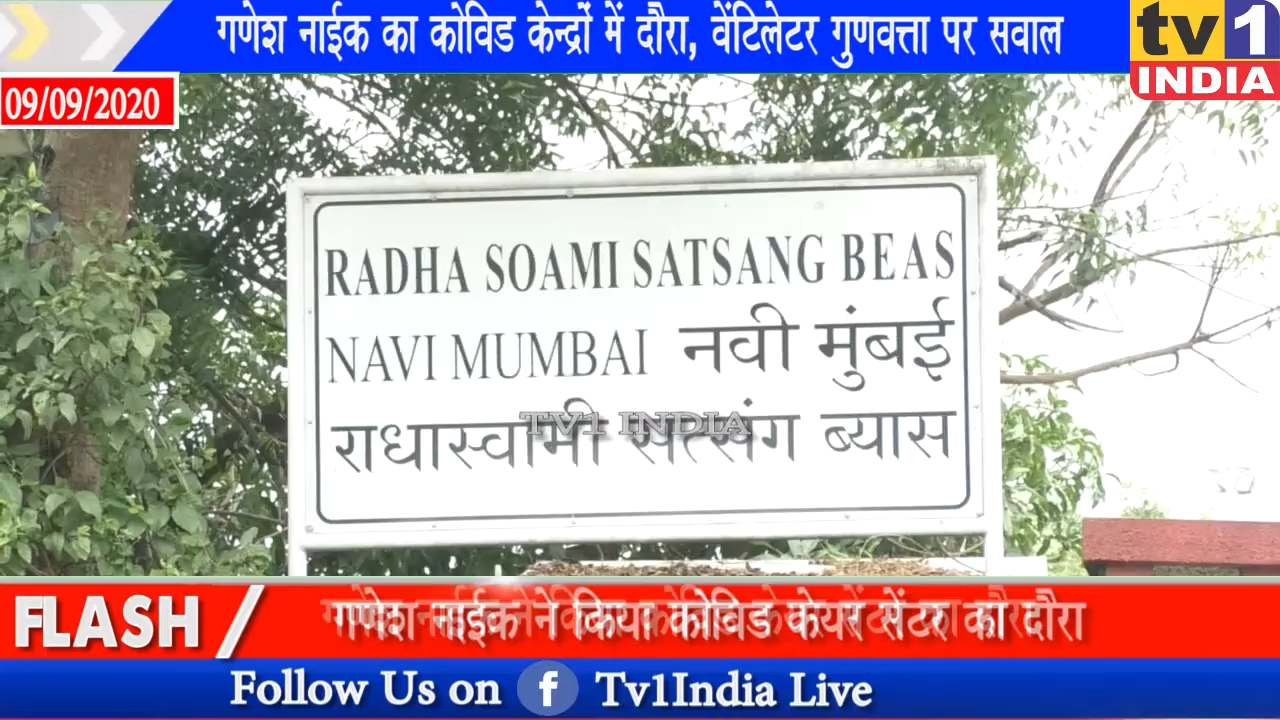 गणेश नाईक का कोविड केन्द्रों में दौरा, वेंटिलेटर गुणवत्ता पर सवाल
tv1
INDIA
09/09/2020
RADHA SOAMI SATSANG BEAS
NAVI MUMBAI नवी मुंबई
TV1 INDIA
राधास्वामी सत्संग ब्यास
FLASH / गणेश नाईक ने किया कोविड केयर सेंटर का दौरा
Follow Us on f Tv1India Live